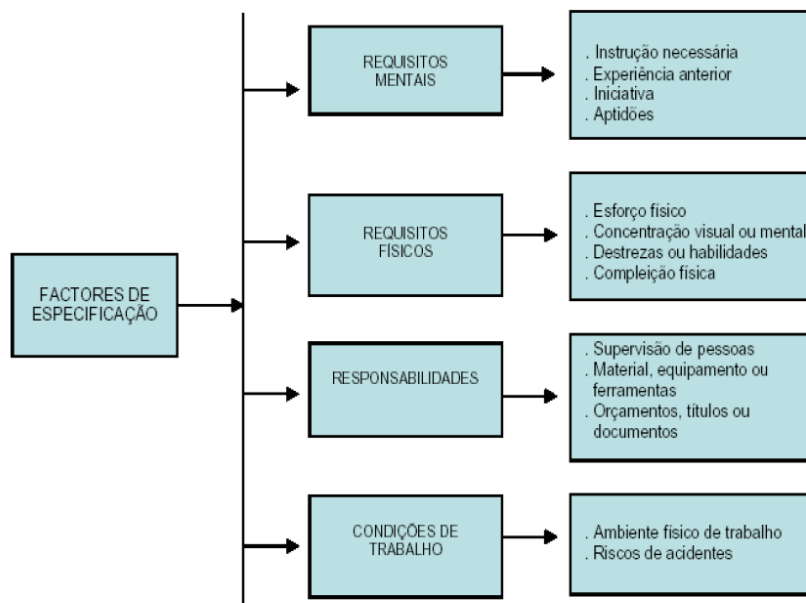 FACTORES DE
ESPECIFICAÇÃO
REQUISITOS
MENTAIS
. Instrução necessária
. Experiência anterior
. Iniciativa
. Aptidões
REQUISITOS
FÍSICOS
. Esforço físico
. Concentração visual ou mental
. Destrezas ou habilidades
. Compleição física
RESPONSABILIDADES
. Supervisão de pessoas
. Material, equipamento ou
ferramentas
. Orçamentos, títulos ou
documentos
CONDIÇÕES DE
TRABALHO
. Ambiente físico de trabalho
. Riscos de acidentes